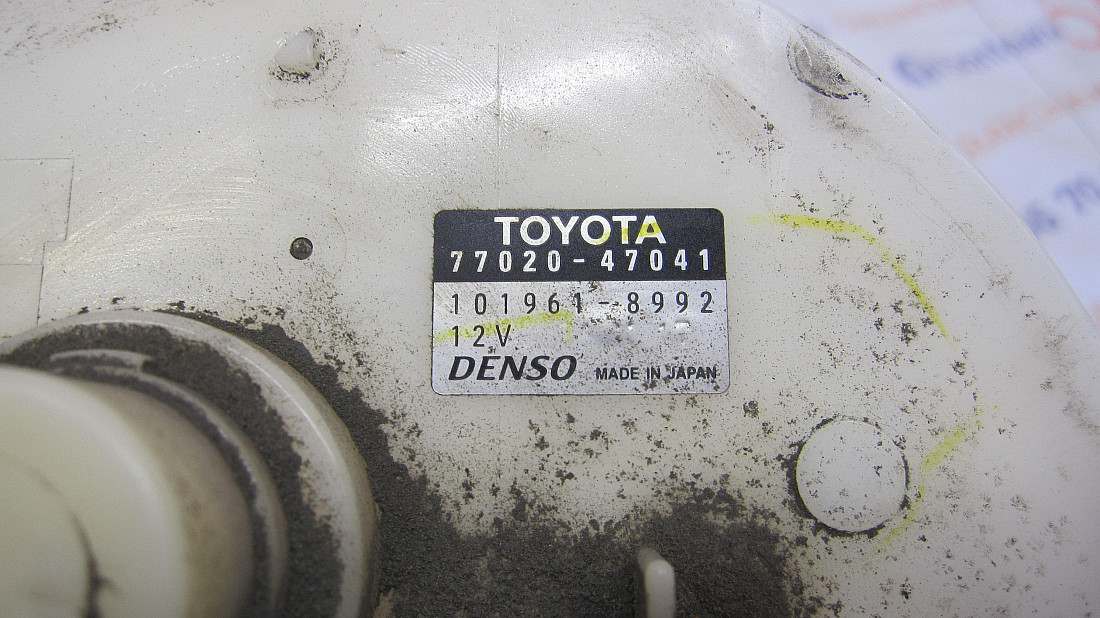 TOYOTA
77020-47041
101961-8992
12V
DENSO MADE IN JAPAN